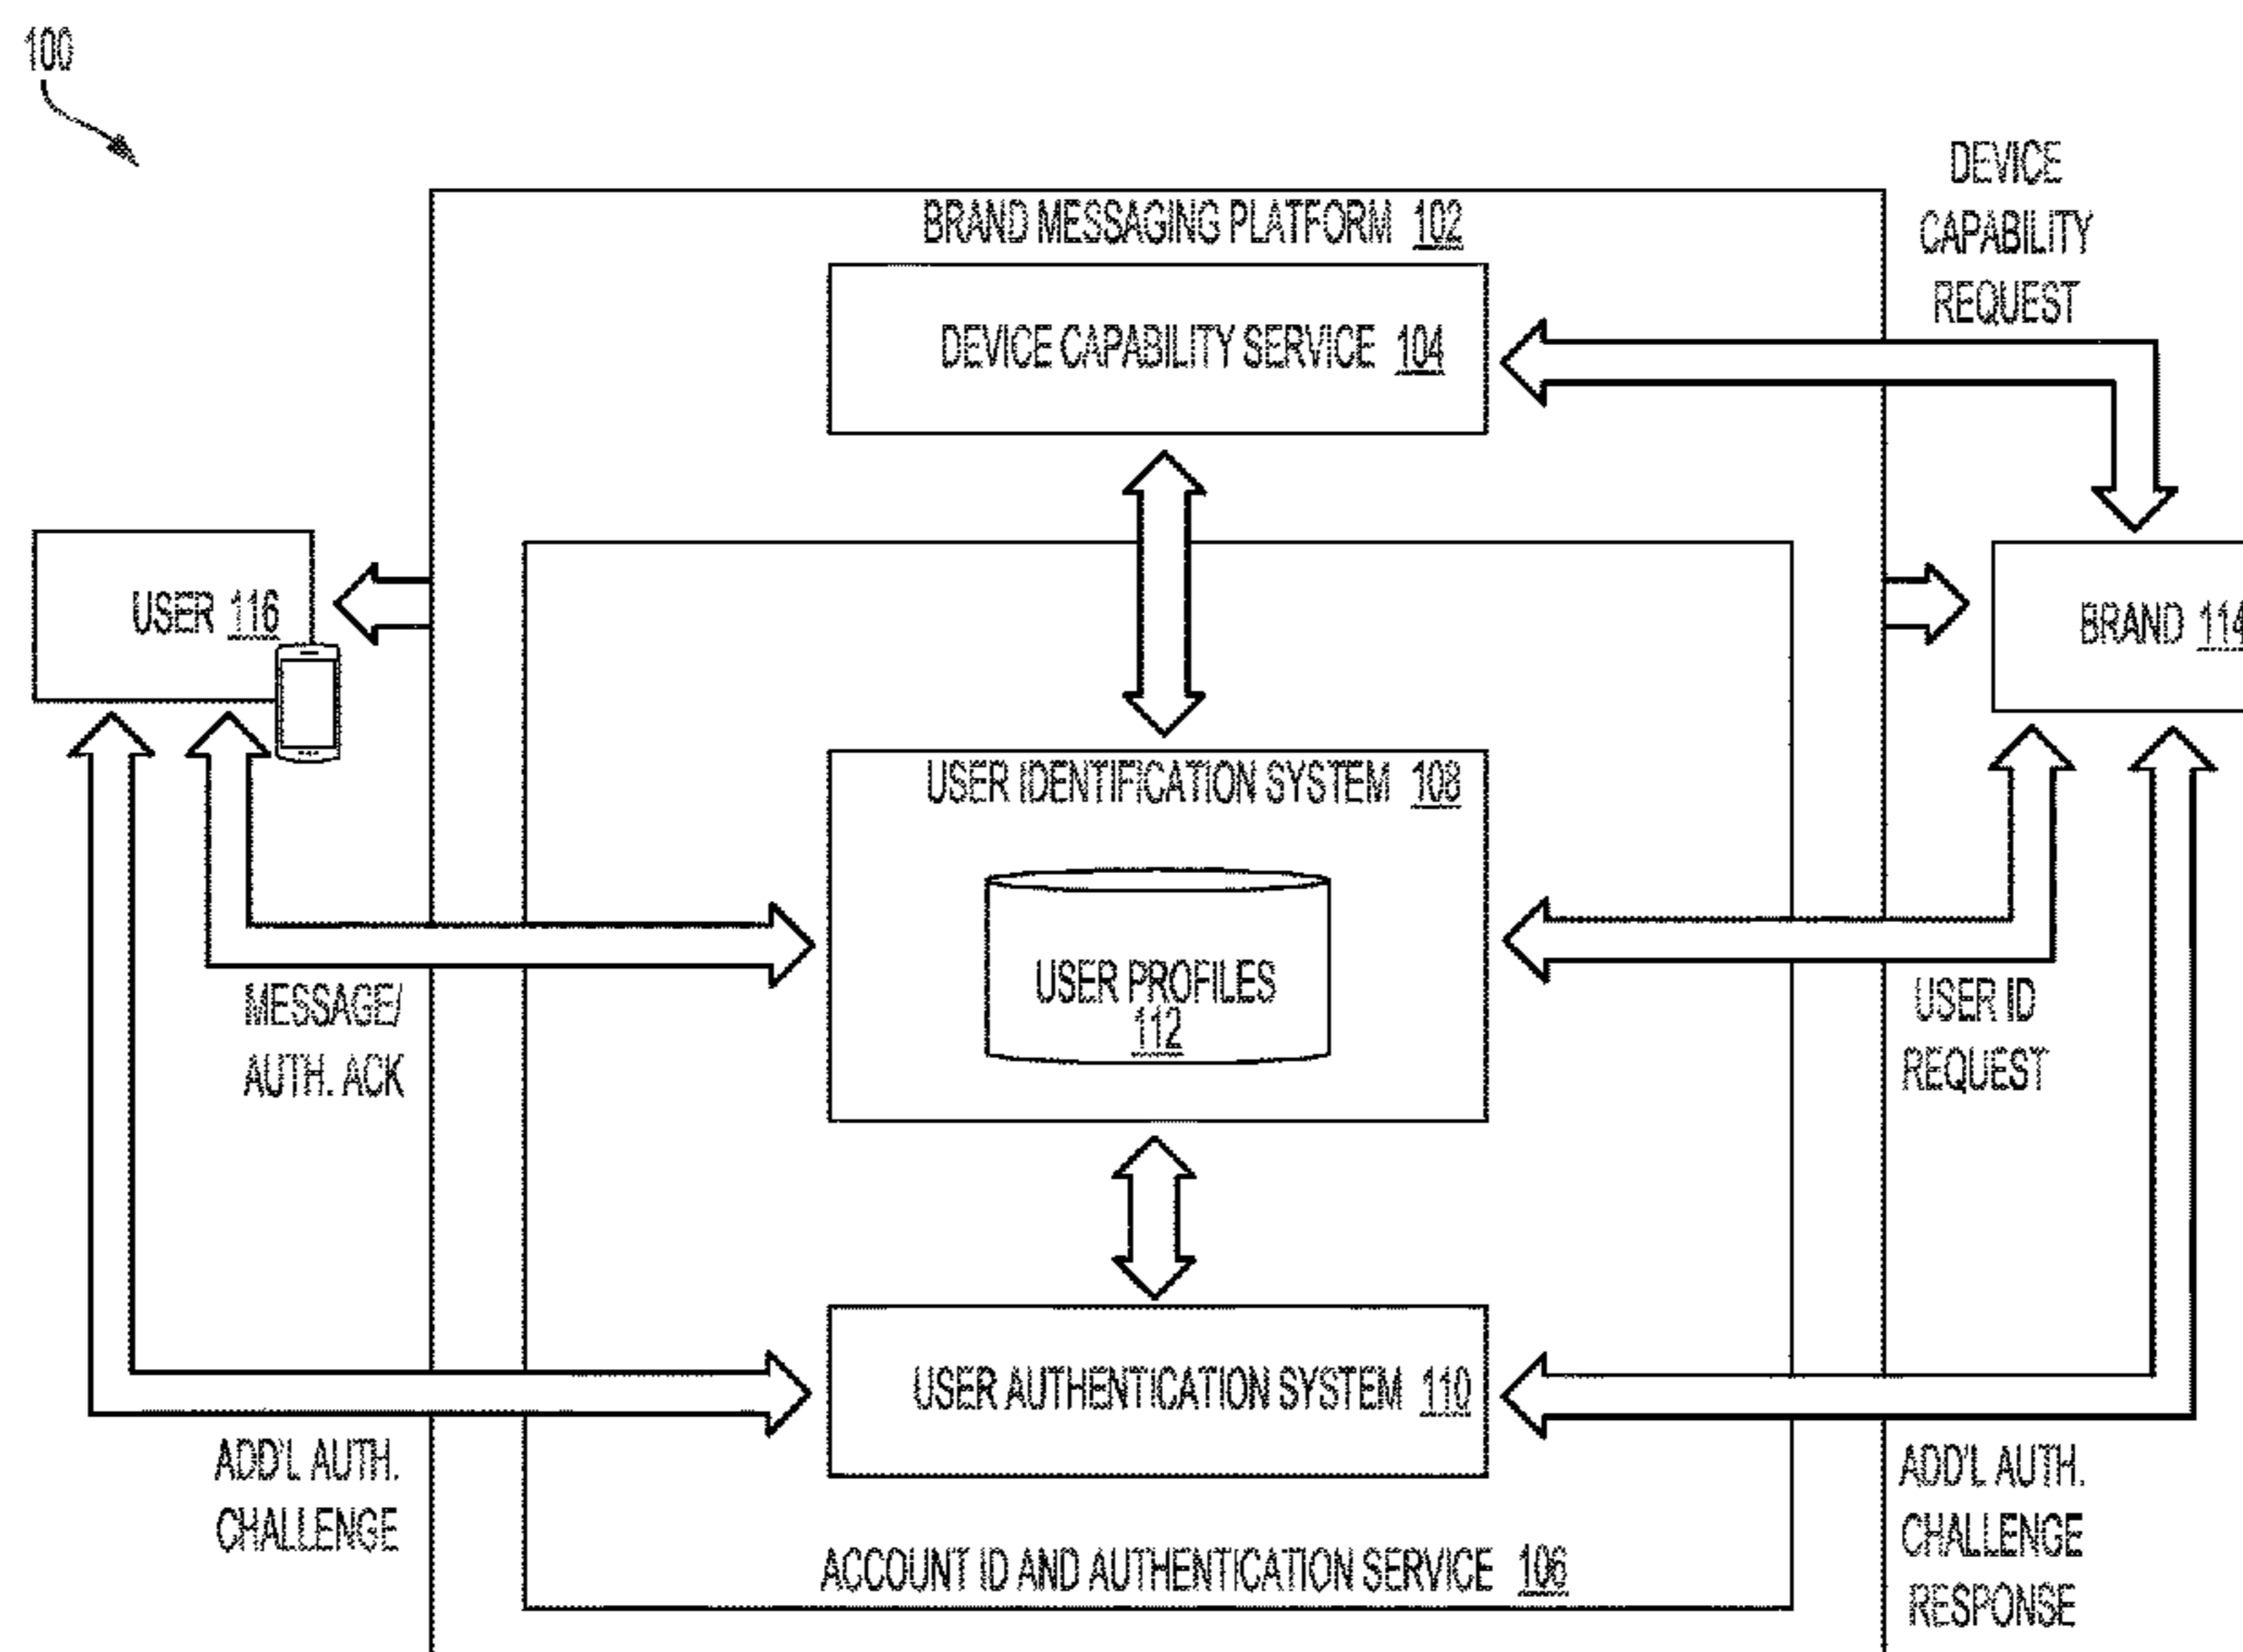 100
DEVICE
CAPABILITY
REQUEST
BRAND MESSAGING PLATFORM 102
DEVICE CAPABILITY SERVICE 104
USER 116
BRAND 114
USER IDENTIFICATION SYSTEM 108
USER PROFILES
112
MESSAGE/
AUTH. ACK
USER ID
REQUEST
USER AUTHENTICATION SYSTEM 110
ADD'L AUTH.
CHALLENGE
ADD'L AUTH.
CHALLENGE
RESPONSE
ACCOUNT ID AND AUTHENTICATION SERVICE 106